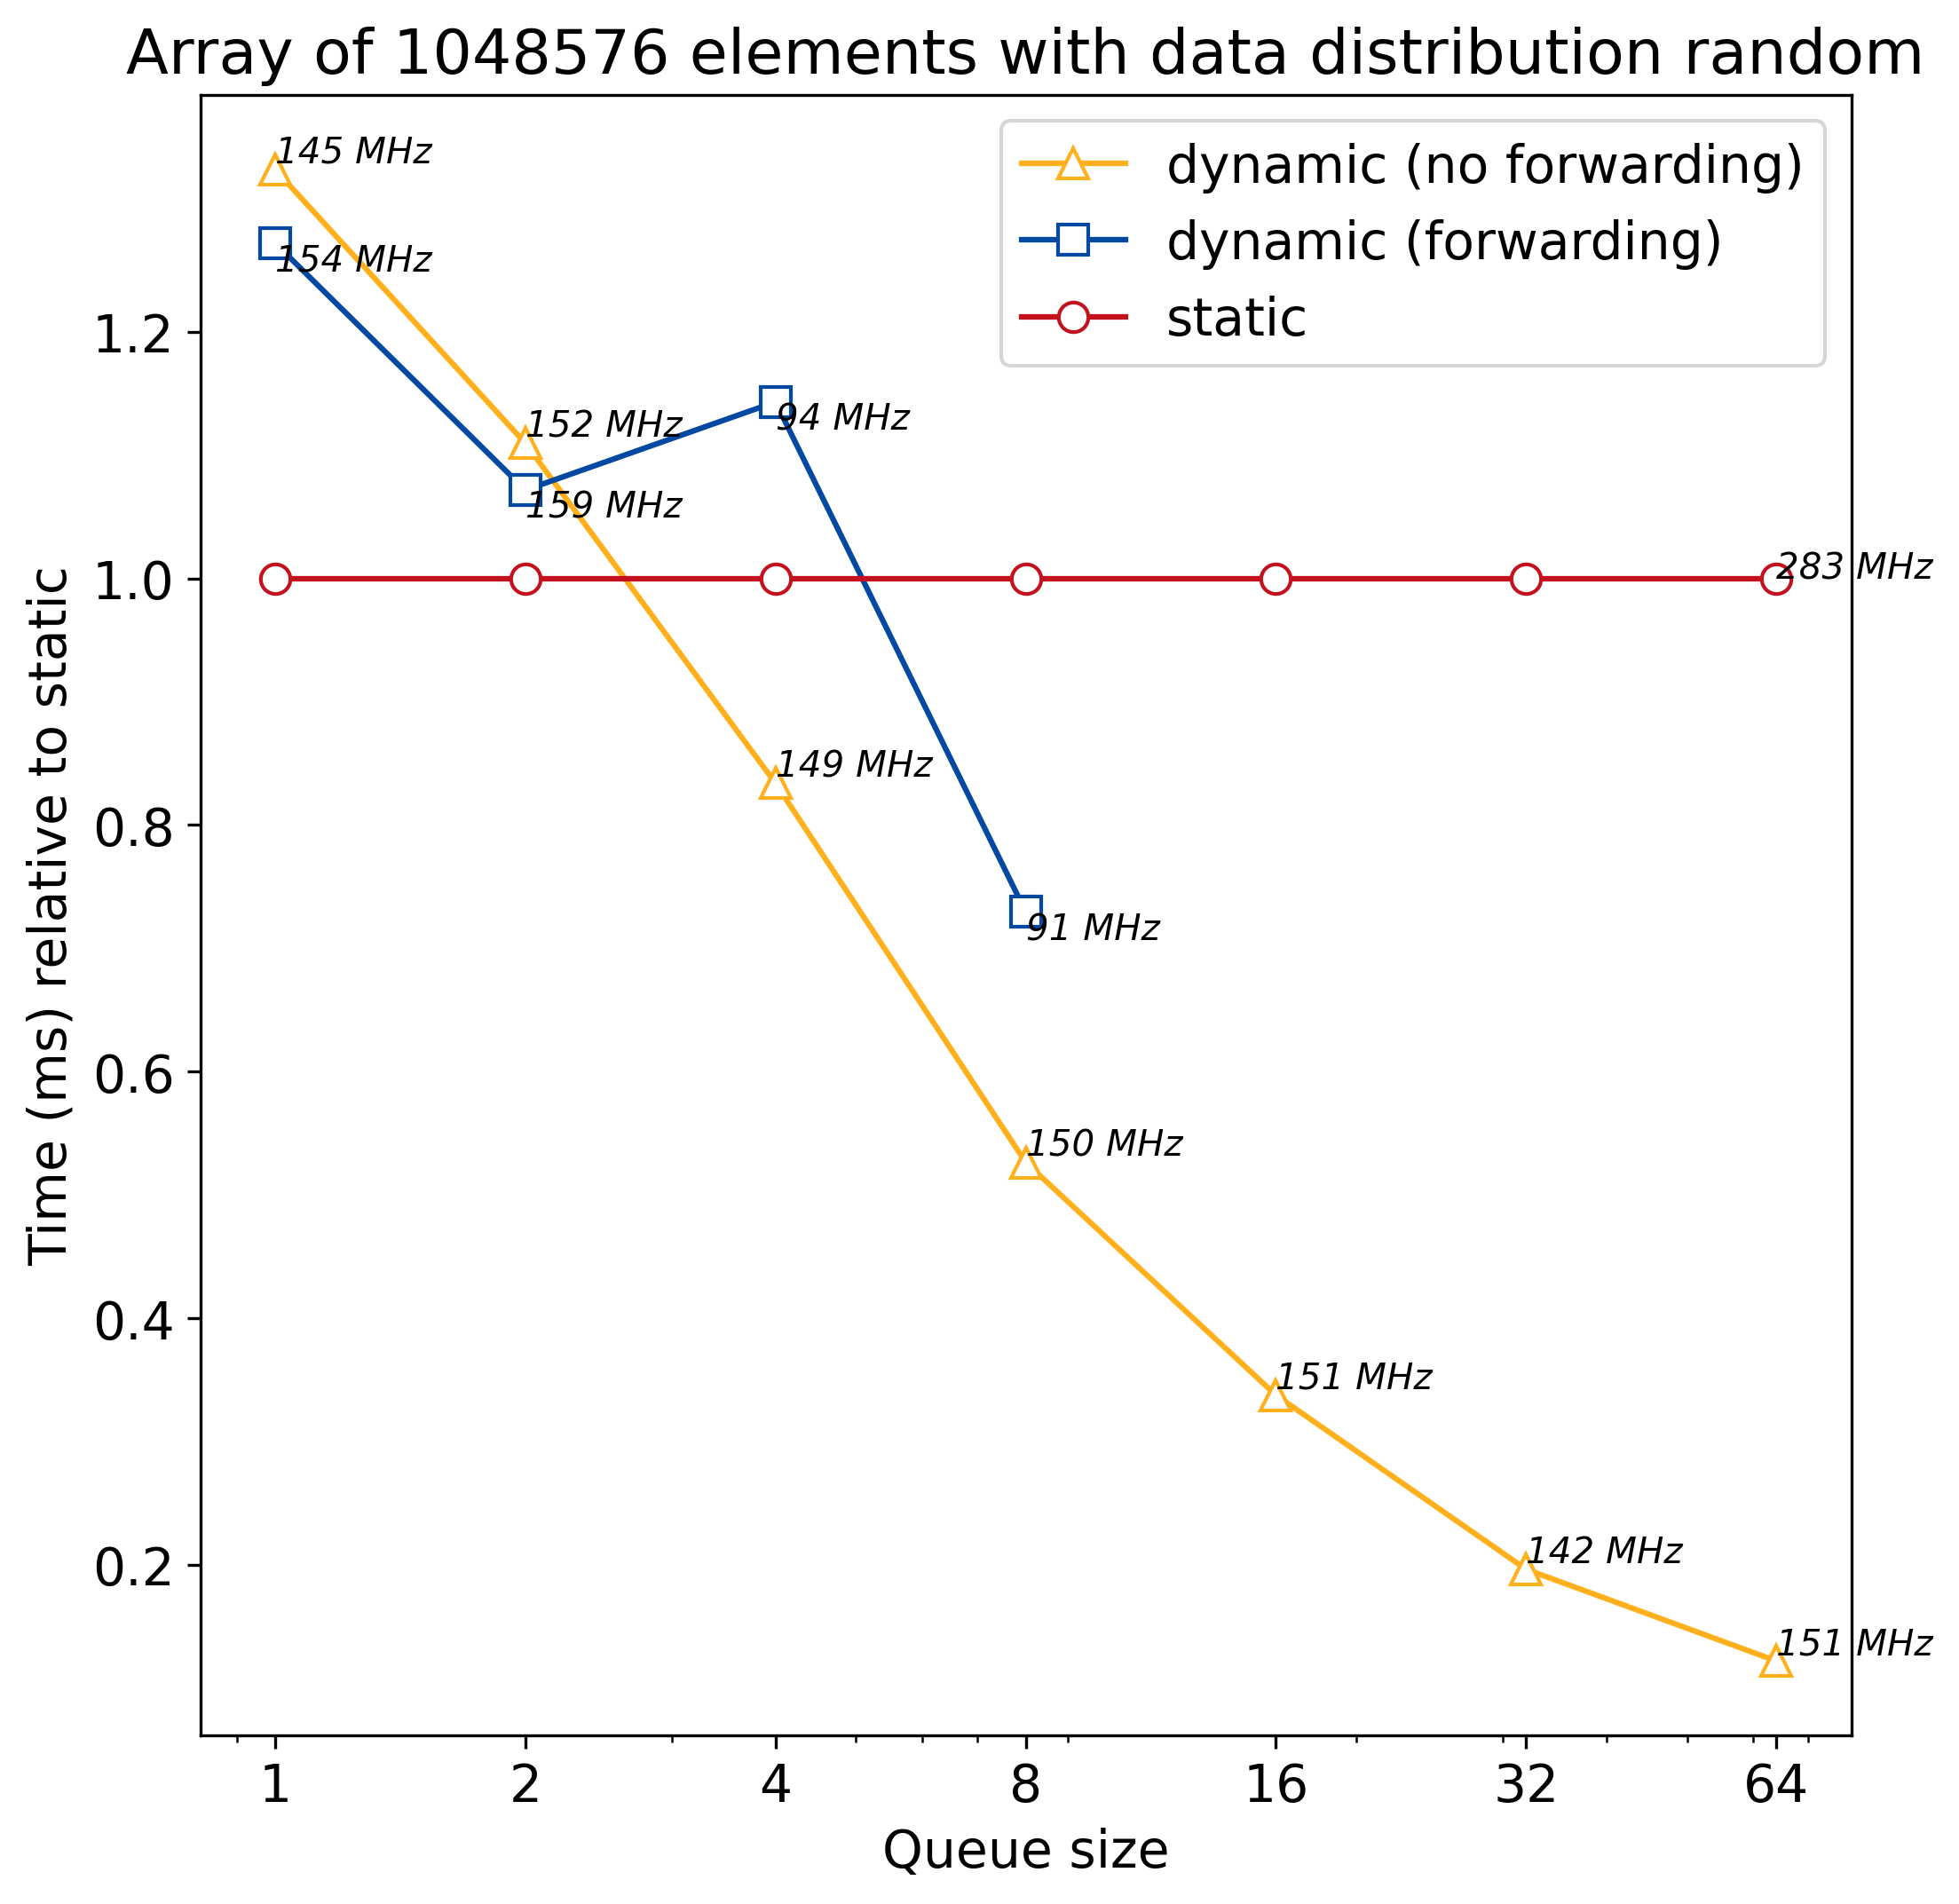 Array of 1048576 elements with data distribution random
145 MHz
dynamic (no forwarding)
154 MHz
dynamic (forwarding)
static
1.2
152 MHz
94 MHz
159 MHz
1.0
283 MHz
149 MHz
0.8
91 MHz
Time (ms) relative to static
0.6
150 MHz
0.4
151 MHz
0.2
142 MHz
151 MHz
1 2 4 8 16 32 64
Queue size